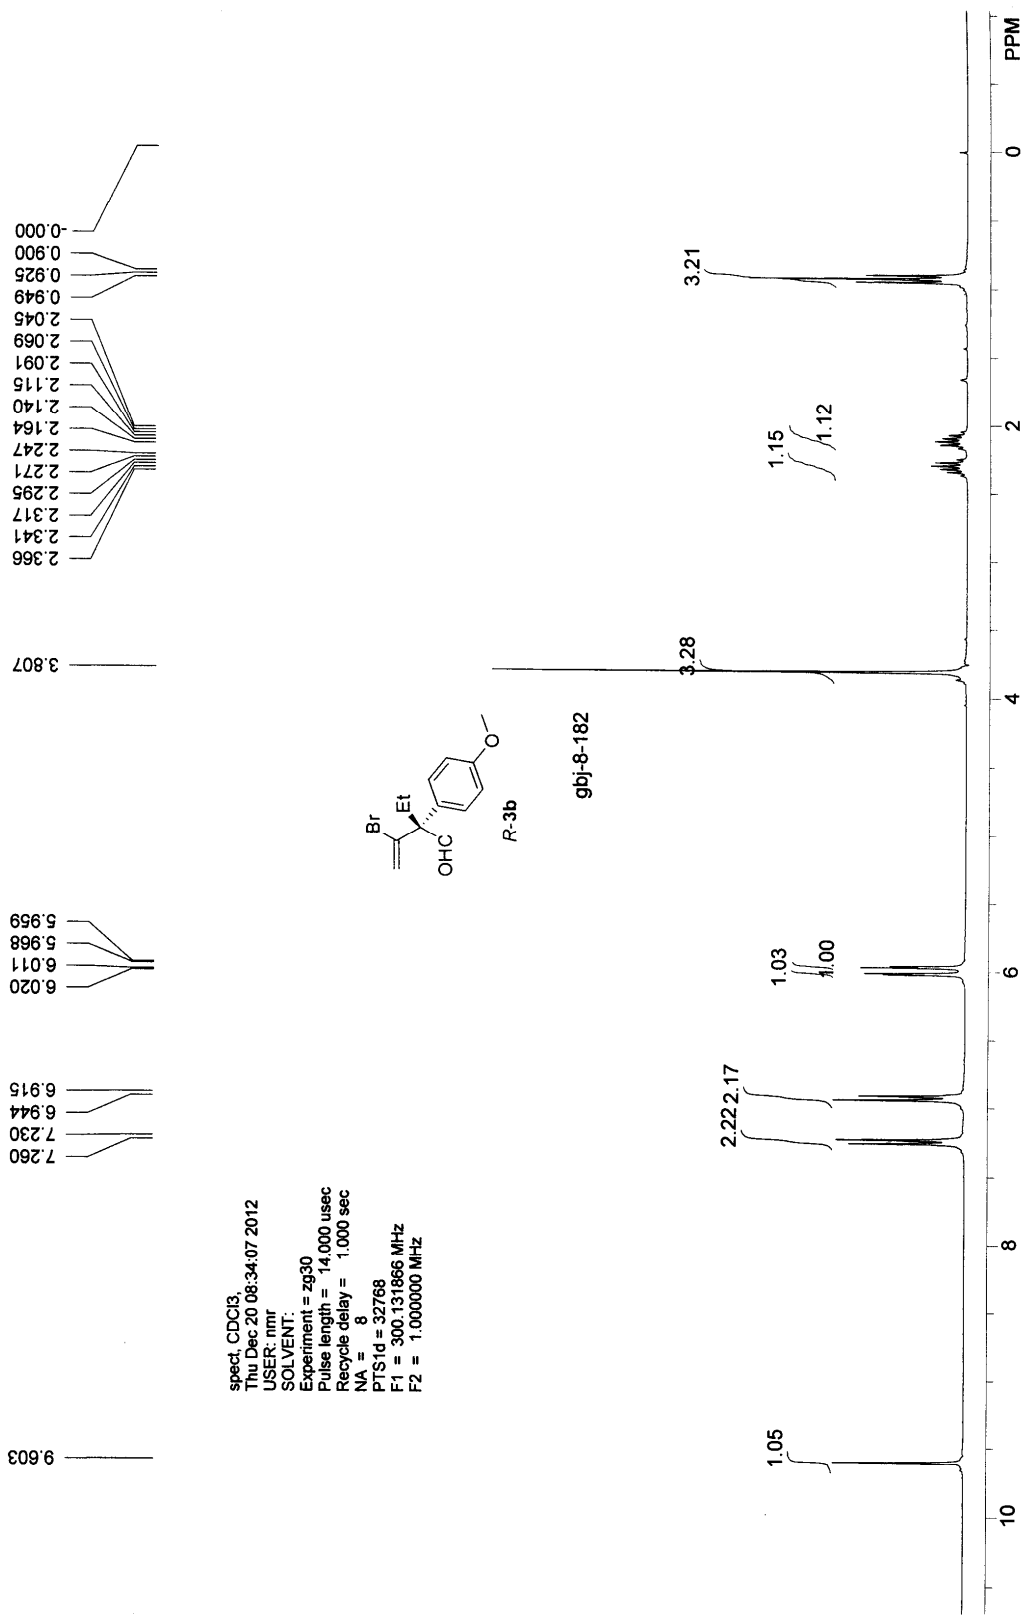 9.603
7.260
7.230
6.944
6.915
6.020
6.011
5.968
5.959
3.807
2.366
2.341
2.317
2.295
2.271
2.247
2.164
2.140
2.115
2.091
2.069
2.045
0.949
0.925
0.900
-0.000
spect, CDCl3,
Thu Dec 20 08:34:07 2012
USER: nmr
SOLVENT:
Experiment = zg30
Pulse length = 14.000 usec
Recycle delay = 1.000 sec
NA = 8
PTS1d = 32768
F1 = 300.131866 MHz
F2 = 1.000000 MHz
Br
Et
OHC
O
R-3b
gbj-8-182
1.05
2.22
2.17
1.03
1.00
3.28
1.15
1.12
3.21
10
8
6
4
2
0
PPM